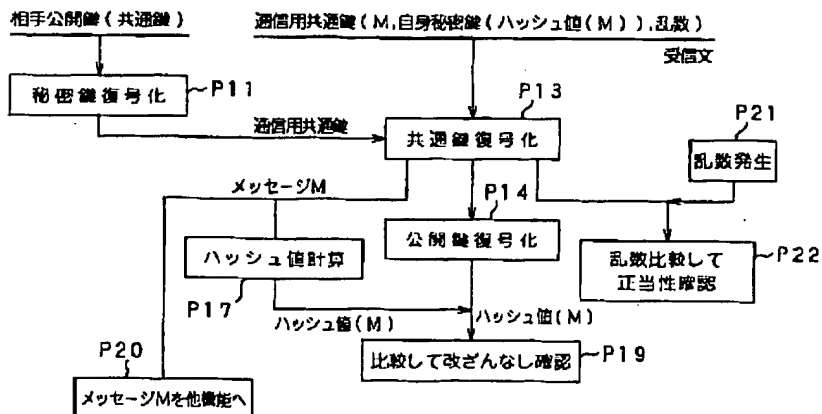 相手公開鍵(共通鍵)
通信用共通鍵(M,自身秘密鍵(ハッシュ値(M)),乱数)
受信文
秘密鍵復号化
P11
P13
通信用共通鍵
共通鍵復号化
P21
乱数発生
メッセージM
P14
公開鍵復号化
ハッシュ値計算
P17
乱数比較して
正当性確認
P22
ハッシュ値(M)
ハッシュ値(M)
P20
比較して改ざんなし確認
P19
メッセージMを他機能へ